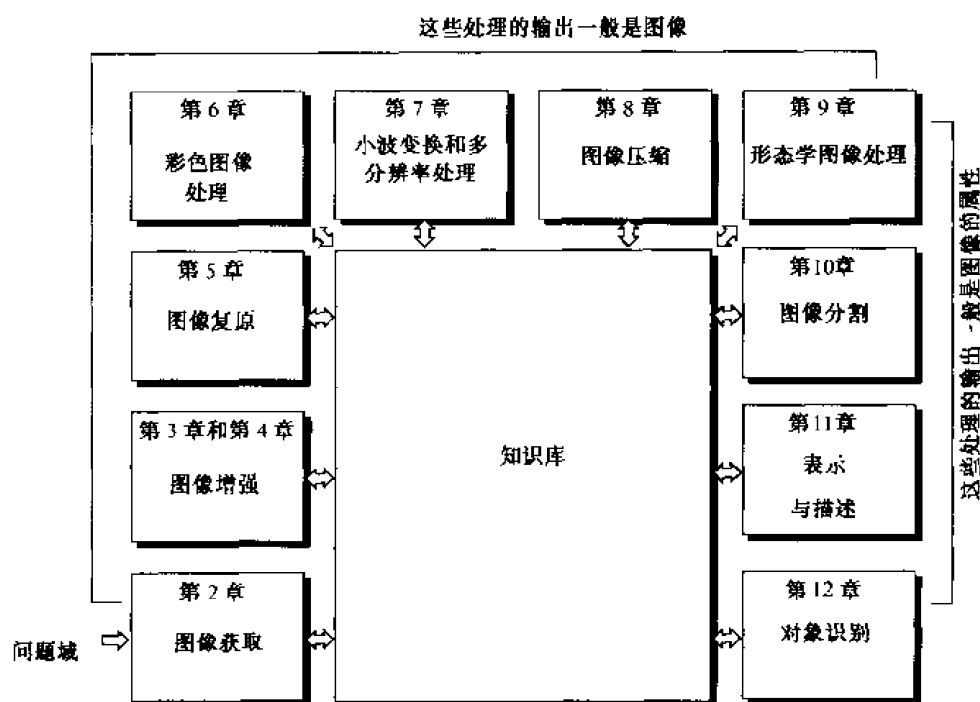 这些处理的输出一般是图像
第 6 章
彩色图像
处理
第 7 章
小波变换和多
分辨率处理
第 8 章
图像压缩
第 9 章
形态学图像处理
第 5 章
图像复原
第10章
图像分割
第 3 章和第 4 章
图像增强
知识库
第11章
表示
与描述
第 2 章
图像获取
第12章
对象识别
问题域
这些处理的输出一般是图像的属性